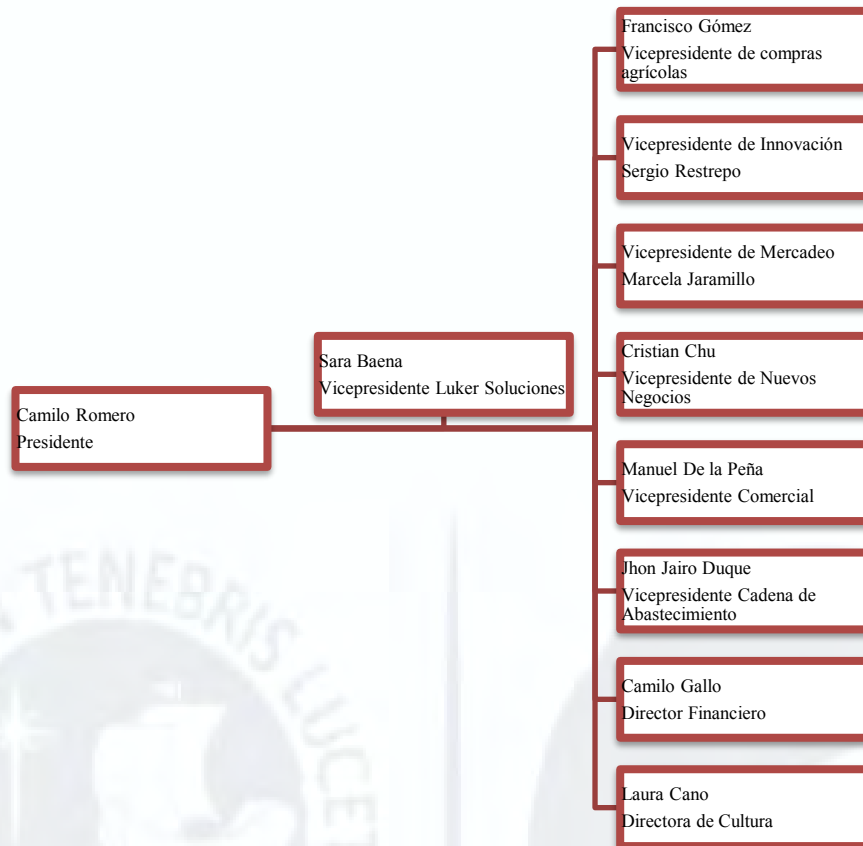 Camilo Romero
Presidente
Sara Baena
Vicepresidente Luker Soluciones
Francisco Gómez
Vicepresidente de compras
agrícolas
Vicepresidente de Innovación
Sergio Restrepo
Vicepresidente de Mercadeo
Marcela Jaramillo
Cristian Chu
Vicepresidente de Nuevos
Negocios
Manuel De la Peña
Vicepresidente Comercial
Jhon Jairo Duque
Vicepresidente Cadena de
Abastecimiento
Camilo Gallo
Director Financiero
Laura Cano
Directora de Cultura
TENEBRIS